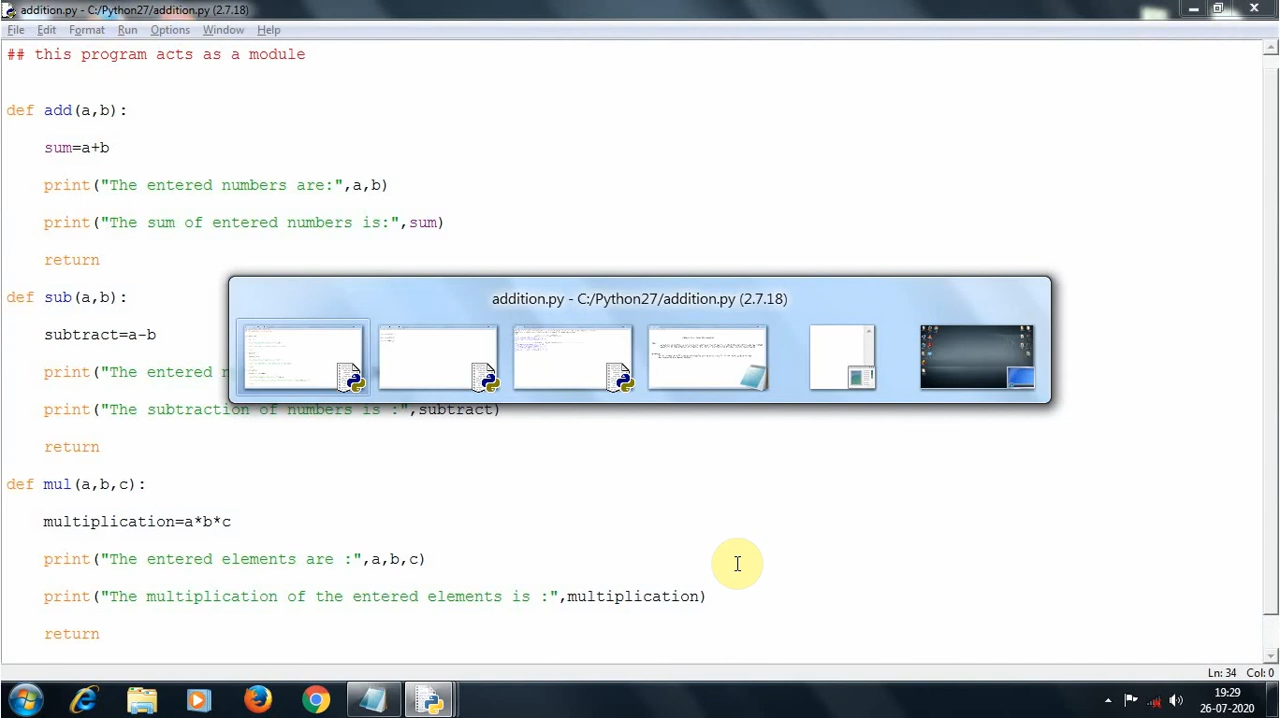 addition.py - C:/Python27/addition.py (2.7.18)
File Edit Format Run Options Window Help
## this program acts as a module
def add(a,b):
sum=a+b
print("The entered numbers are:",a,b)
print("The sum of entered numbers is:",sum)
return
def sub(a,b):
subtract=a-b
print("The entered n
print("The subtraction of numbers is :",subtract)
return
def mul(a,b,c):
multiplication=a*b*c
print("The entered elements are :",a,b,c)
print("The multiplication of the entered elements is :",multiplication)
return
addition.py - C:/Python27/addition.py (2.7.18)
Ln: 34 Col: 0
19:29
26-07-2020